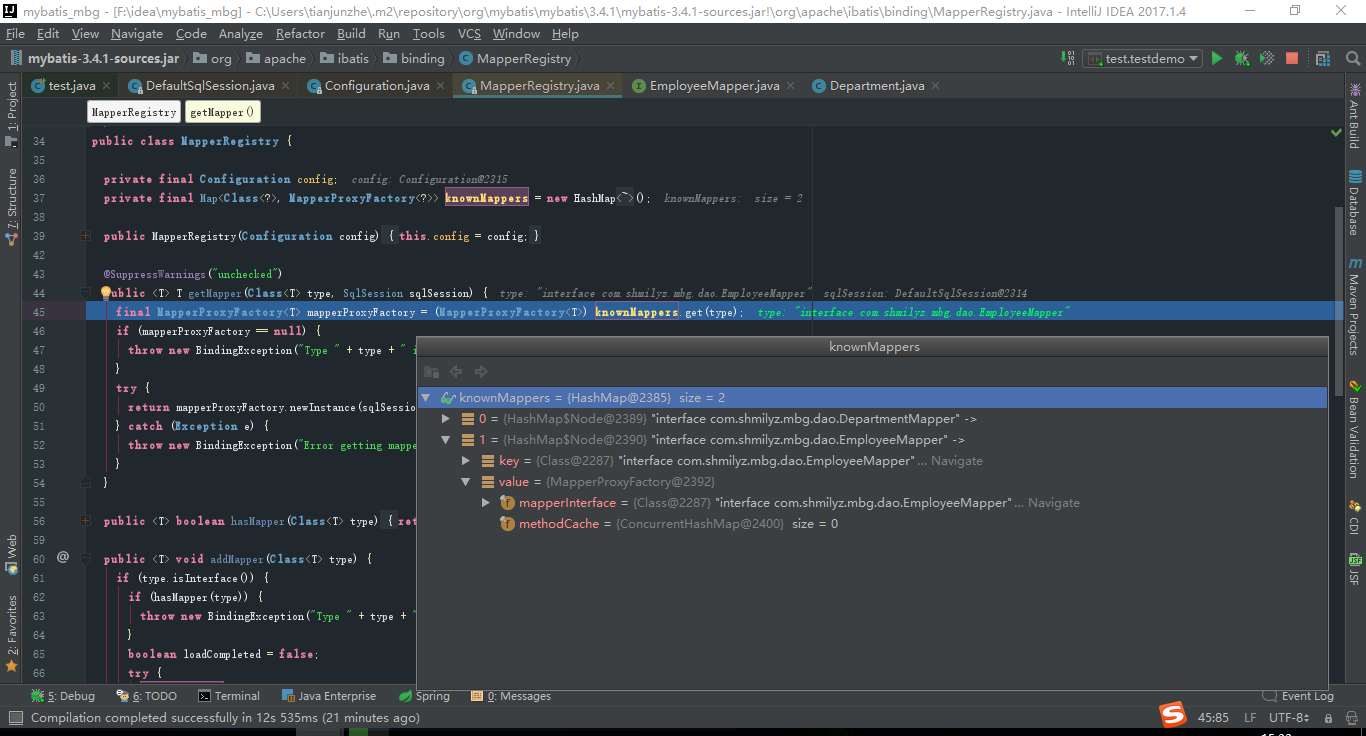 mybatis_mbg - [F:\idea\mybatis_mbg] - C:\Users\tianjunzhe\.m2\repository\org\mybatis\mybatis\3.4.1\mybatis-3.4.1-sources.jar!\org\apache\ibatis\binding\MapperRegistry.java - IntelliJ IDEA 2017.1.4
File Edit View Navigate Code Analyze Refactor Build Run Tools VCS Window Help
mybatis-3.4.1-sources.jar org apache ibatis binding MapperRegistry test.testdemo
test.java DefaultSqlSession.java Configuration.java MapperRegistry.java EmployeeMapper.java Department.java
MapperRegistry getMapper()
34 public class MapperRegistry {
35
36 private final Configuration config; config: Configuration@2315
37 private final Map<Class<?>, MapperProxyFactory<?>> knownMappers = new HashMap<~>(); knownMappers: size = 2
38
39 public MapperRegistry(Configuration config) { this.config = config; }
42
43 @SuppressWarnings("unchecked")
44 public <T> T getMapper(Class<T> type, SqlSession sqlSession) { type: "interface com.shmilyz.mbg.dao.EmployeeMapper" sqlSession: DefaultSqlSession@2314
45 final MapperProxyFactory<T> mapperProxyFactory = (MapperProxyFactory<T>) knownMappers.get(type); type: "interface com.shmilyz.mbg.dao.EmployeeMapper"
46 if (mapperProxyFactory == null) {
47 throw new BindingException("Type " + type + " i
48 }
49 try {
50 return mapperProxyFactory.newInstance(sqlSessio
51 } catch (Exception e) {
52 throw new BindingException("Error getting mappe
53 }
54 }
55
56 public <T> boolean hasMapper(Class<T> type) { ret
59
60 @ public <T> void addMapper(Class<T> type) {
61 if (type.isInterface()) {
62 if (hasMapper(type)) {
63 throw new BindingException("Type " + type + "
64 }
65 boolean loadCompleted = false;
66 try {
knownMappers
knownMappers = {HashMap@2385} size = 2
0 = {HashMap$Node@2389} "interface com.shmilyz.mbg.dao.DepartmentMapper" ->
1 = {HashMap$Node@2390} "interface com.shmilyz.mbg.dao.EmployeeMapper" ->
key = {Class@2287} "interface com.shmilyz.mbg.dao.EmployeeMapper"... Navigate
value = {MapperProxyFactory@2392}
mapperInterface = {Class@2287} "interface com.shmilyz.mbg.dao.EmployeeMapper"... Navigate
methodCache = {ConcurrentHashMap@2400} size = 0
1: Project
7: Structure
Web
2: Favorites
Ant Build
Database
Maven Projects
Bean Validation
CDI
JSF
5: Debug 6: TODO Terminal Java Enterprise Spring 0: Messages Event Log
Compilation completed successfully in 12s 535ms (21 minutes ago) 45:85 LF UTF-8